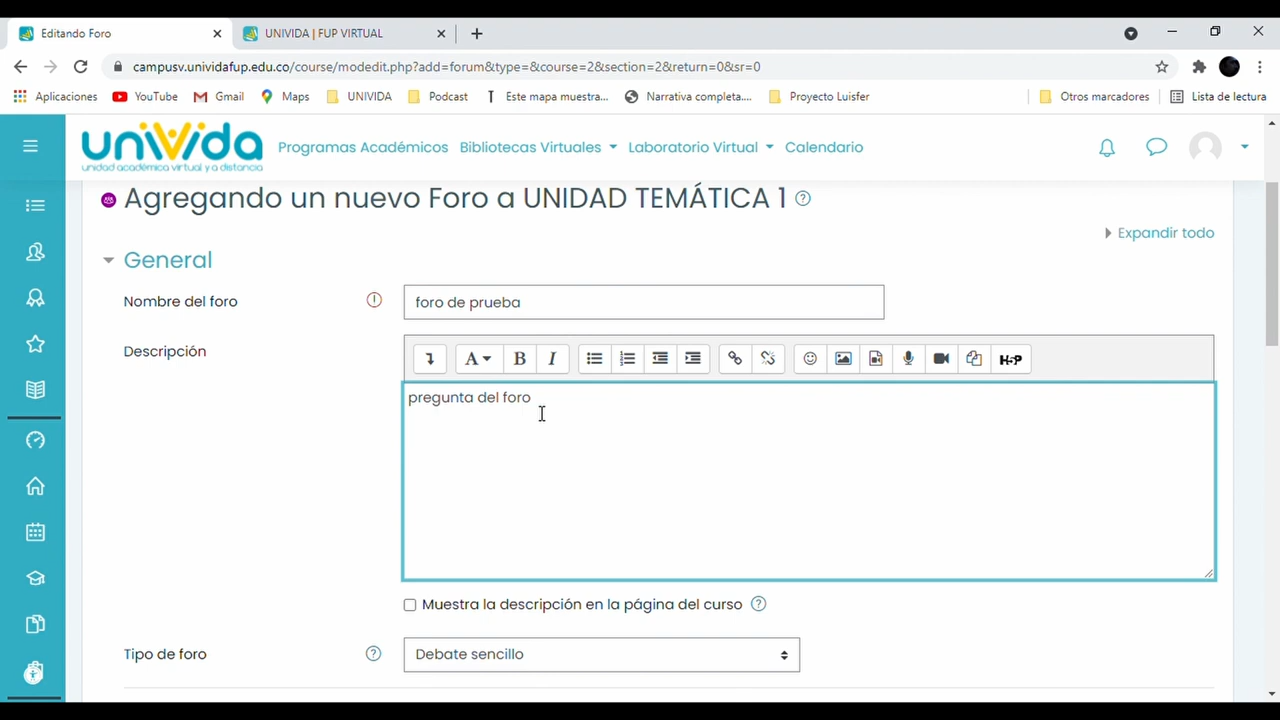 Editando Foro
UNIVIDA | FUP VIRTUAL
campusv.unividafup.edu.co/course/modedit.php?add=forum&type=&course=2&section=2&return=0&sr=0
Aplicaciones YouTube Gmail Maps UNIVIDA Podcast Este mapa muestra... Narrativa completa.... Proyecto Luisfer Otros marcadores Lista de lectura
univida
unidad académica virtual y a distancia
Programas Académicos Bibliotecas Virtuales Laboratorio Virtual Calendario
Agregando un nuevo Foro a UNIDAD TEMÁTICA 1
Expandir todo
General
Nombre del foro foro de prueba
Descripción
A B I H-P
pregunta del foro
Muestra la descripción en la página del curso
Tipo de foro Debate sencillo